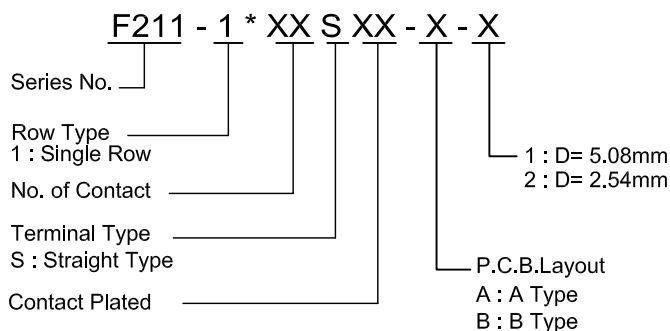 F211 - 1 * XX S XX - X - X
Series No.
Row Type
1 : Single Row
No. of Contact
Terminal Type
S : Straight Type
Contact Plated
1 : D= 5.08mm
2 : D= 2.54mm
P.C.B.Layout
A : A Type
B : B Type